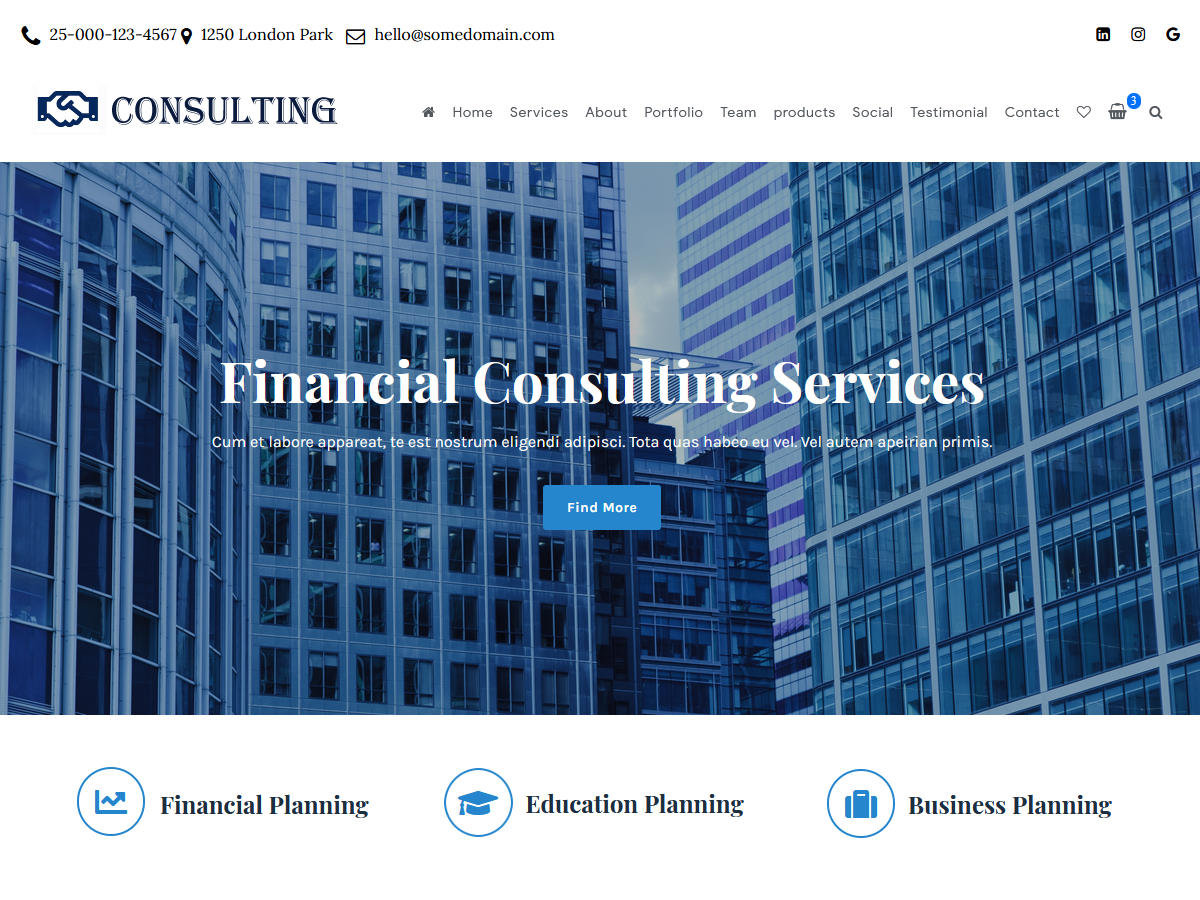 25-000-123-4567 1250 London Park hello@somedomain.com
CONSULTING
Home Services About Portfolio Team products Social Testimonial Contact 3
Financial Consulting Services
Cum et labore appareat, te est nostrum eligendi adipisci. Tota quas habeo eu vel. Vel autem apeirian primis.
Find More
Financial Planning Education Planning Business Planning